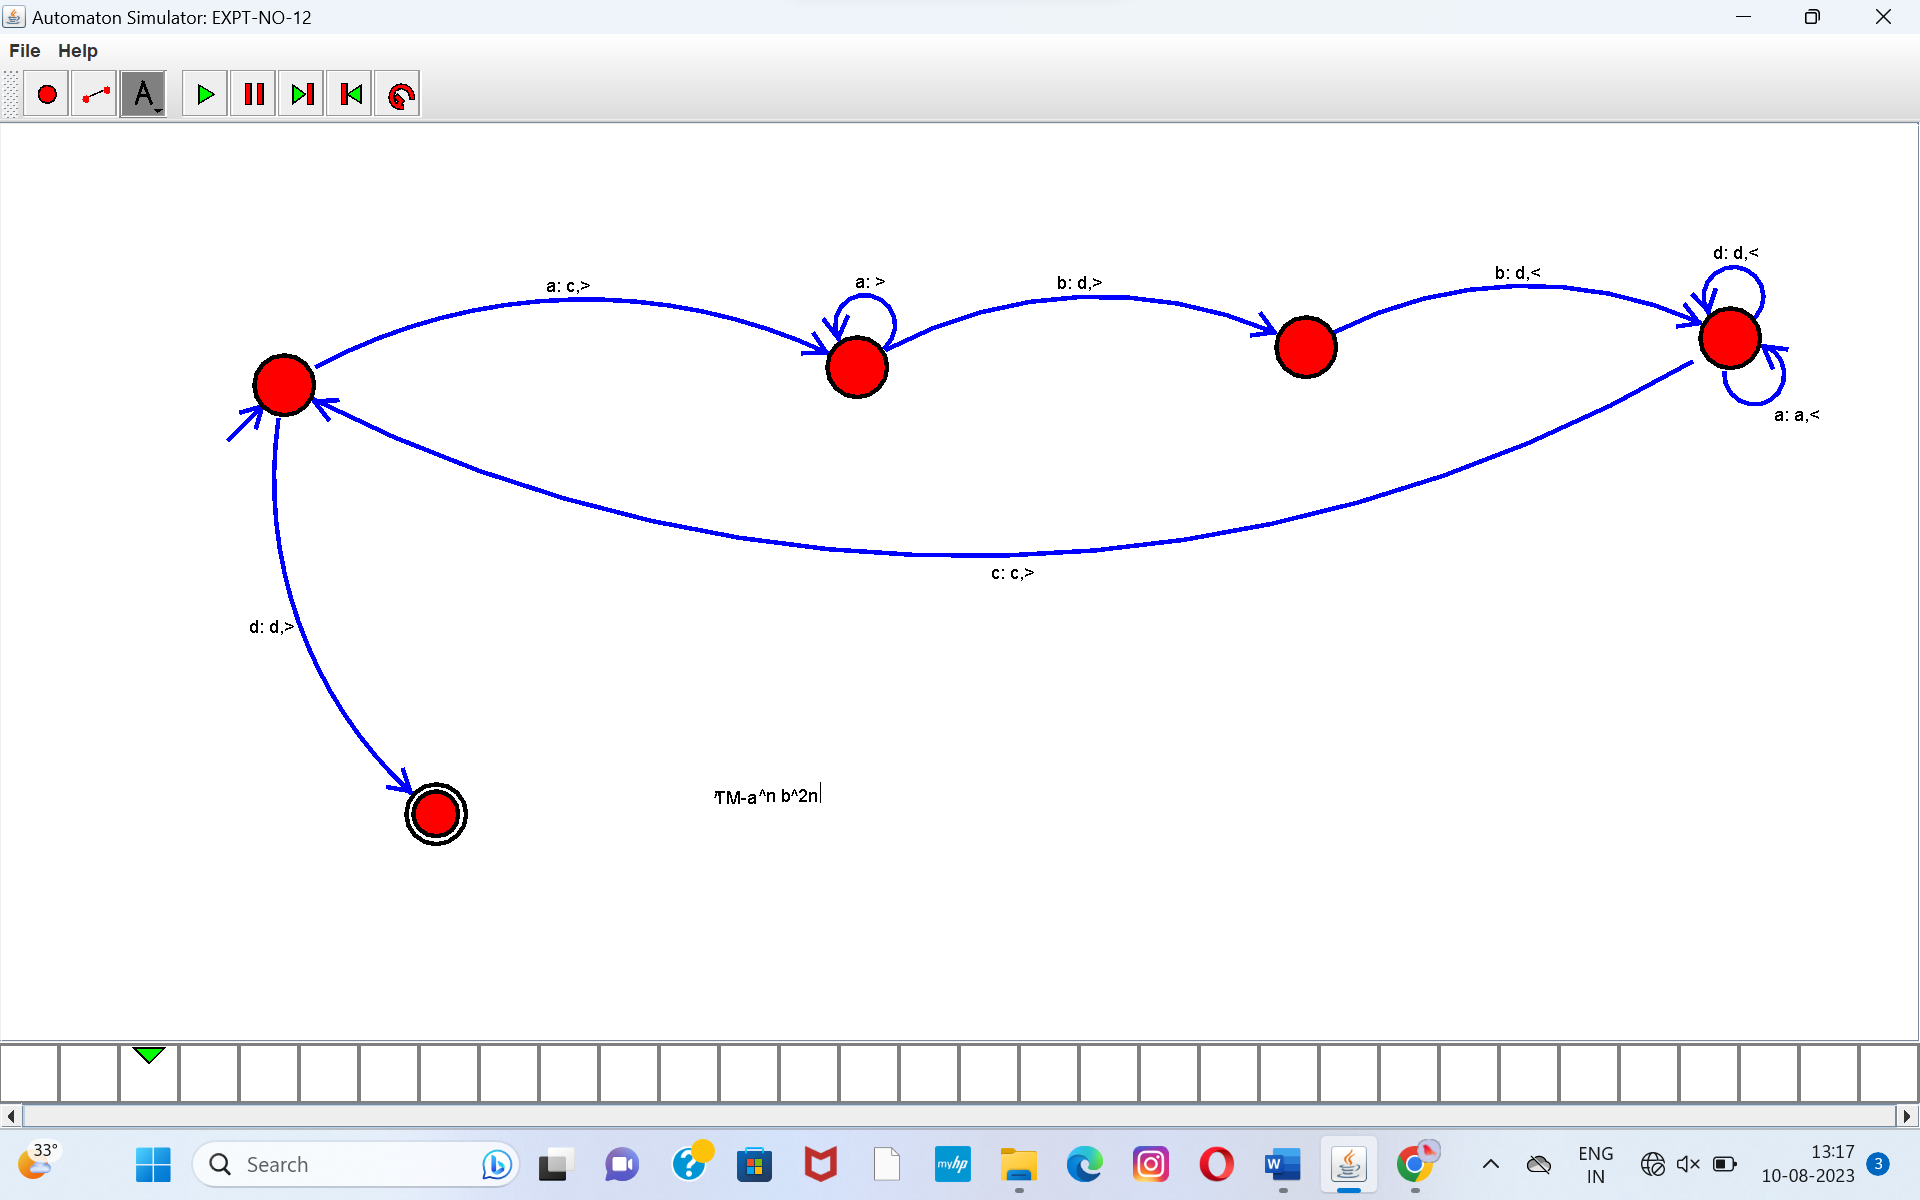 Automaton Simulator: EXPT-NO-12
File Help
A
d: d,<
b: d,<
a: c,>
a: >
b: d,>
a: a,<
c: c,>
d: d,>
TM-a^n b^2n
33°
Search
myhp
W
ENG
IN
13:17
10-08-2023
3